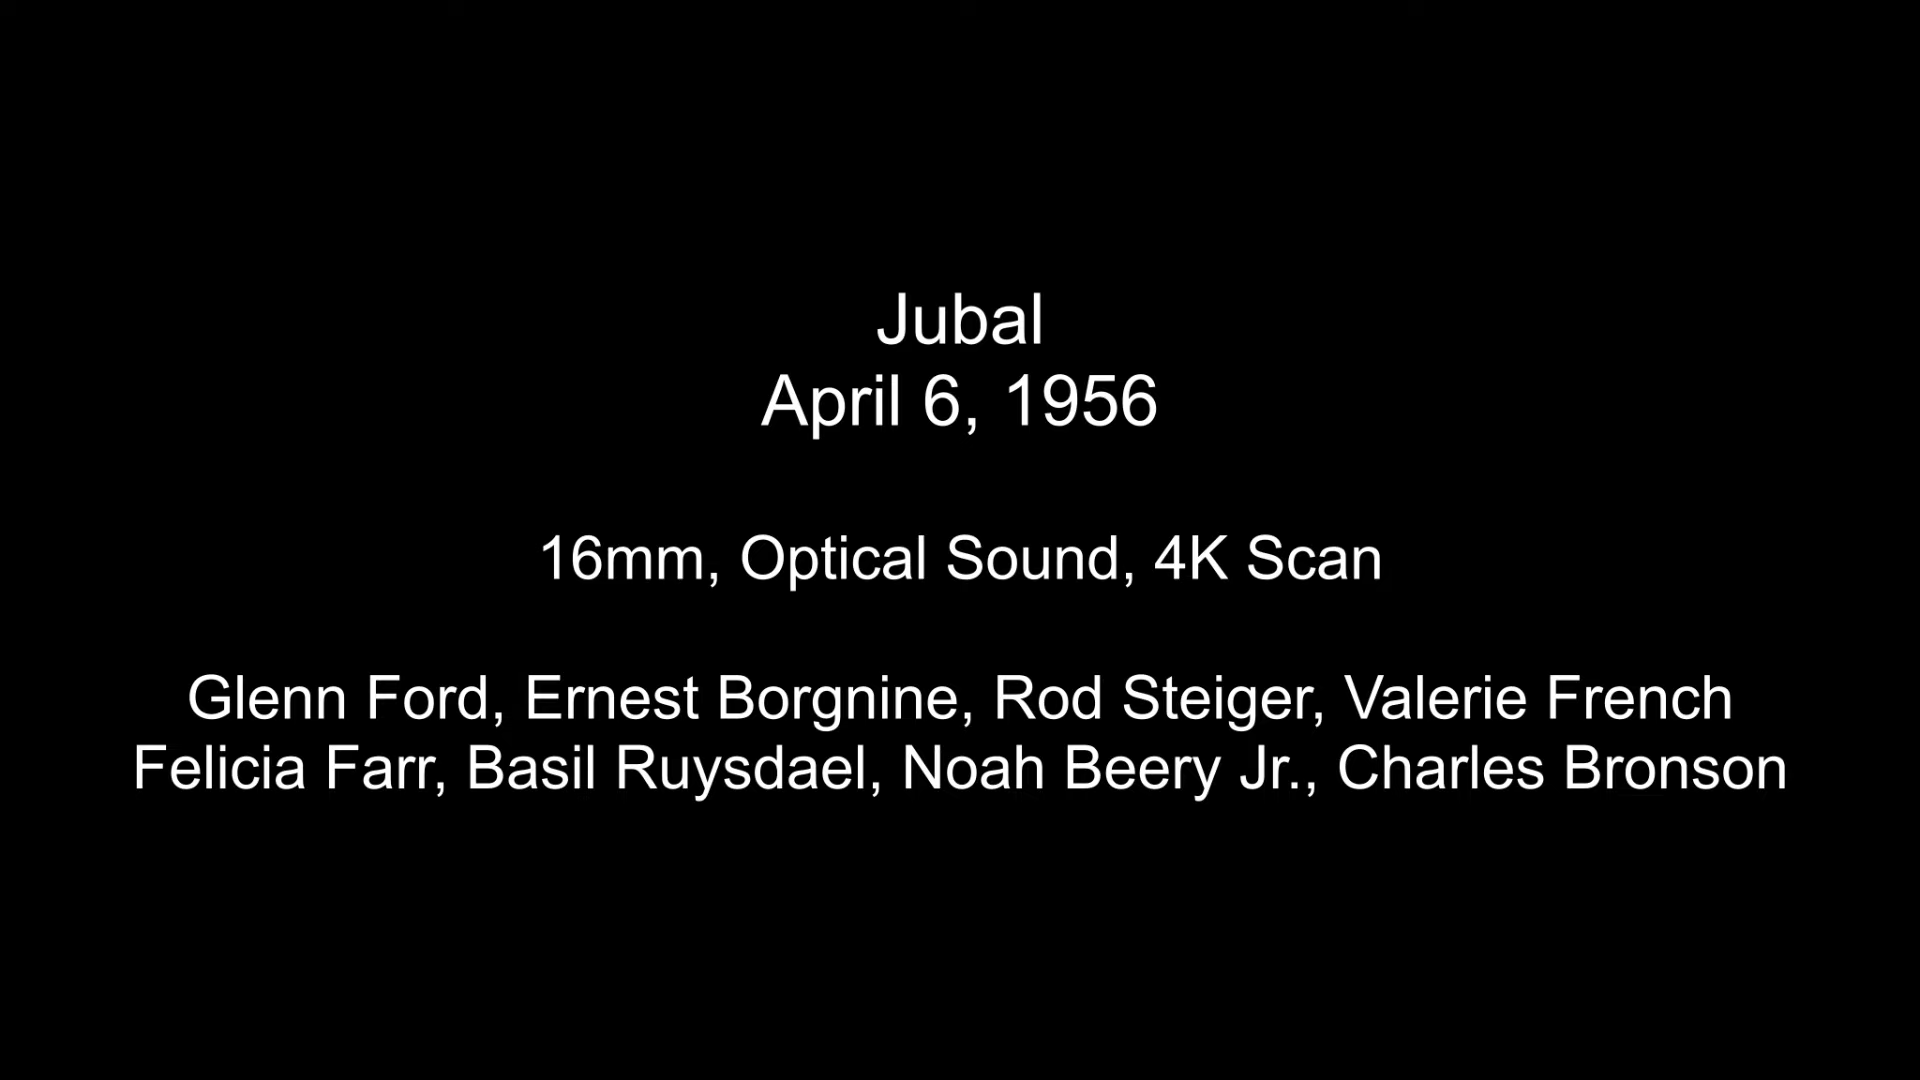 Jubal
April 6, 1956
16mm, Optical Sound, 4K Scan
Glenn Ford, Ernest Borgnine, Rod Steiger, Valerie French
Felicia Farr, Basil Ruysdael, Noah Beery Jr., Charles Bronson